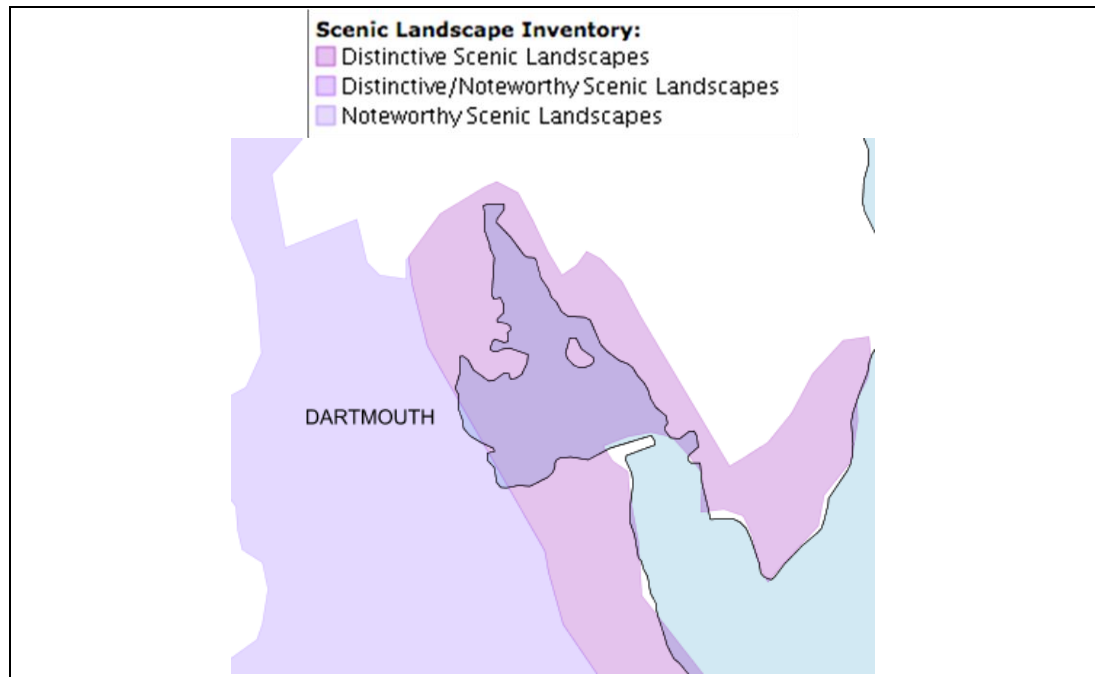 Scenic Landscape Inventory:
Distinctive Scenic Landscapes
Distinctive/Noteworthy Scenic Landscapes
Noteworthy Scenic Landscapes
DARTMOUTH